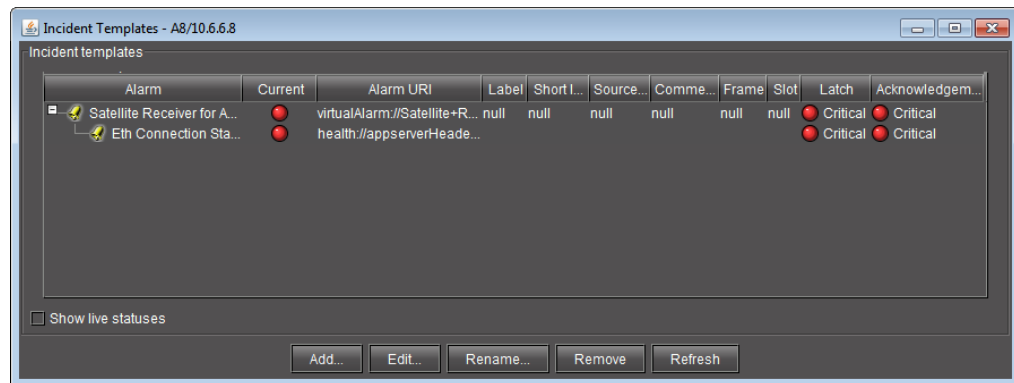 Incident Templates - A8/10.6.6.8
Incident templates
Alarm Current Alarm URI Label Short I... Source... Comme... Frame Slot Latch Acknowledgem...
Satellite Receiver for A... virtualAlarm://Satellite+R... null null null null null null Critical Critical
Eth Connection Sta... health://appserverHeade... Critical Critical
Show live statuses
Add... Edit... Rename... Remove Refresh